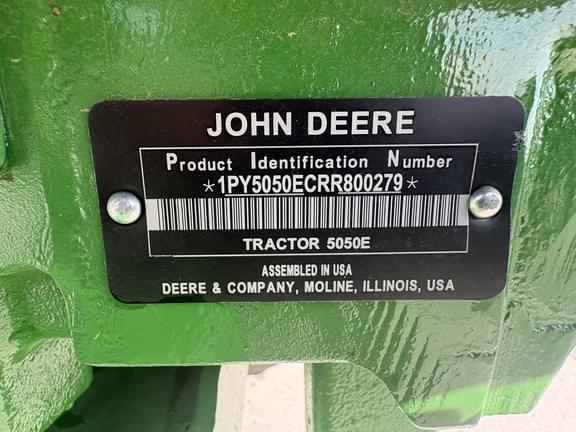 JOHN DEERE
Product Identification Number
*1PY5050ECRR800279*
TRACTOR 5050E
ASSEMBLED IN USA
DEERE & COMPANY, MOLINE, ILLINOIS, USA